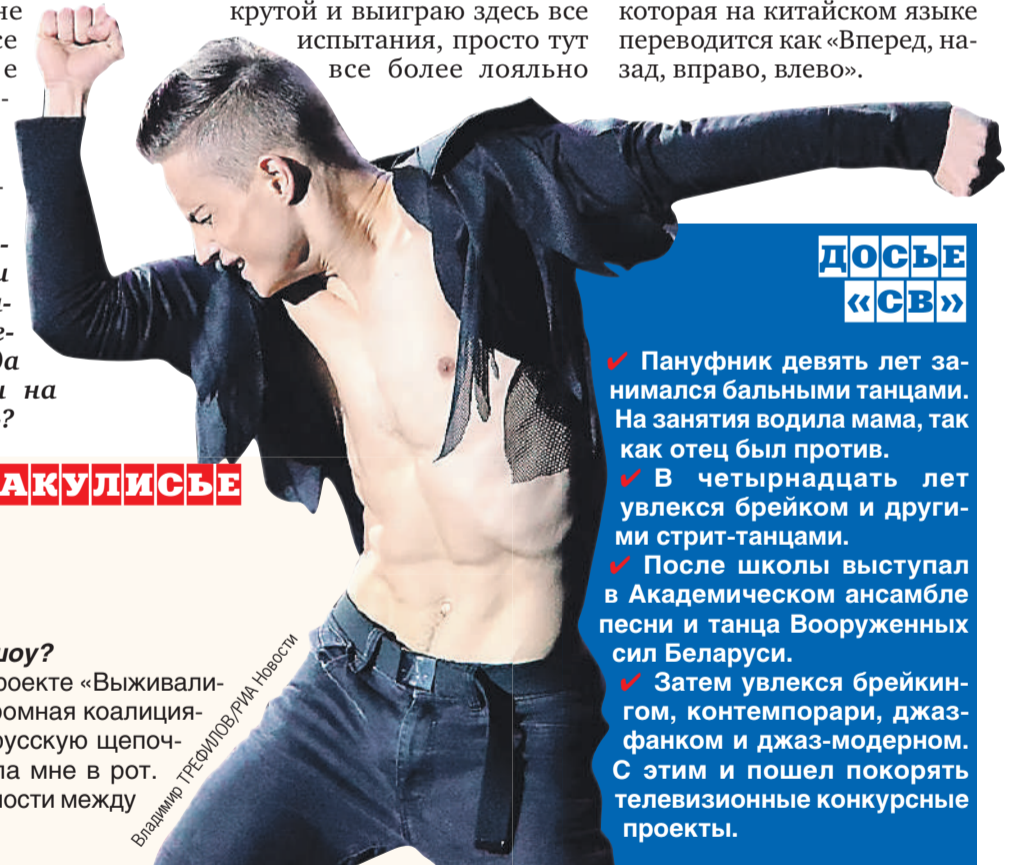 не
се
е
крутой и выиграю здесь все
испытания, просто тут
все более лояльно
которая на китайском языке
переводится как «Вперед, на-
зад, вправо, влево».
и на
?
АКУЛИСЬЕ
шоу?
роекте «Выживали-
ромная коалиция-
русскую щепоч-
ла мне в рот.
ности между
Владимир ТРЕФИЛОВ/РИА Новости
ДОСЬЕ
«СВ»
✔ Пануфник девять лет за-
нимался бальными танцами.
На занятия водила мама, так
как отец был против.
✔ В четырнадцать лет
увлекся брейком и други-
ми стрит-танцами.
✔ После школы выступал
в Академическом ансамбле
песни и танца Вооруженных
сил Беларуси.
✔ Затем увлекся брейкин-
гом, контемпорари, джаз-
фанком и джаз-модерном.
С этим и пошел покорять
телевизионные конкурсные
проекты.